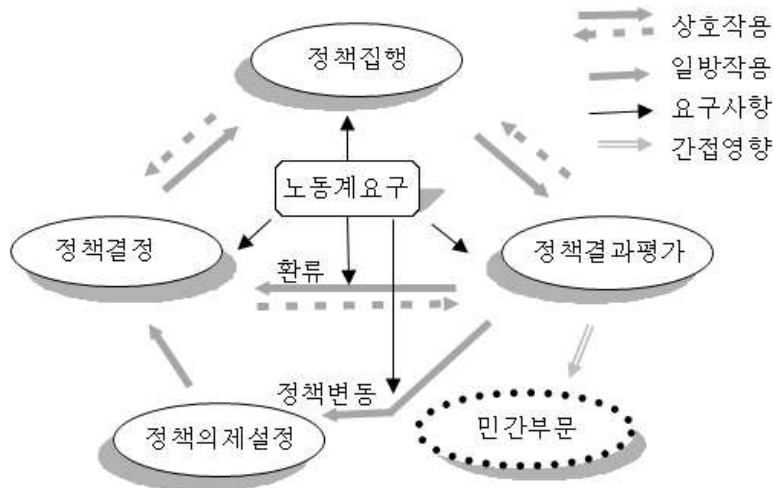 정책집행
상호작용
일방작용
요구사항
간접영향
노동계요구
정책결정
정책결과평가
환류
정책변동
정책의제설정
민간부문